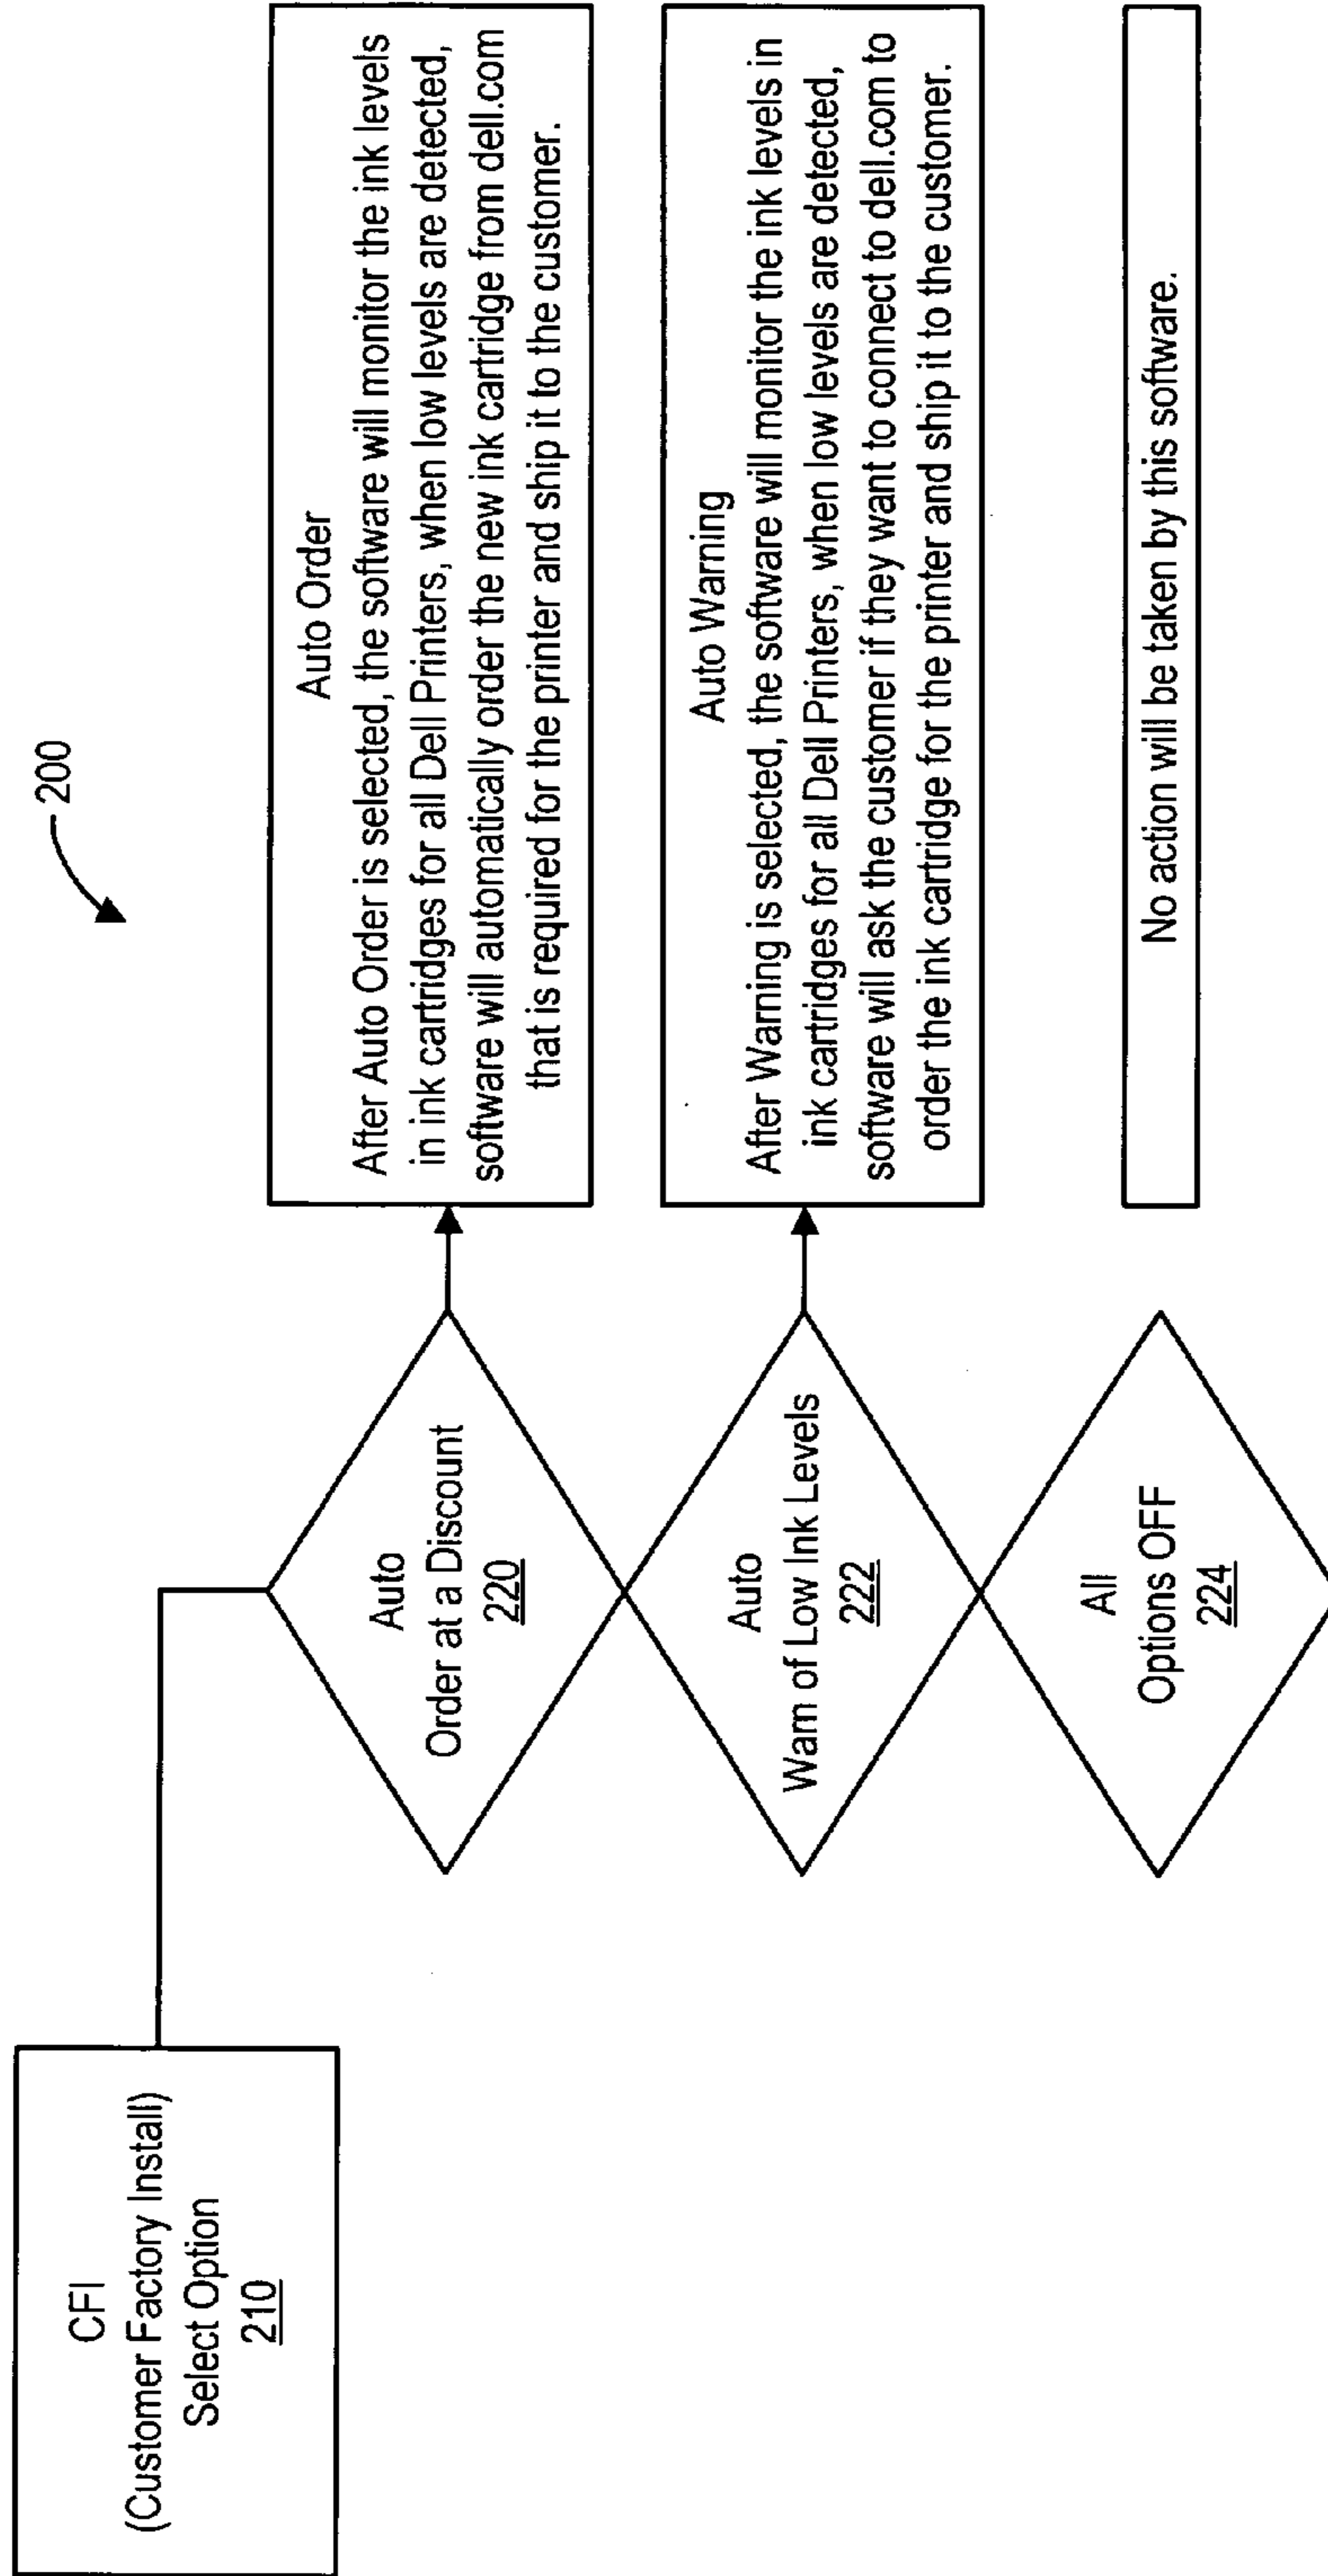 200
CFI
(Customer Factory Install)
Select Option
210
Auto
Order at a Discount
220
Auto Order
After Auto Order is selected, the software will monitor the ink levels
in ink cartridges for all Dell Printers, when low levels are detected,
software will automatically order the new ink cartridge from dell.com
that is required for the printer and ship it to the customer.
Auto
Warn of Low Ink Levels
222
Auto Warning
After Warning is selected, the software will monitor the ink levels in
ink cartridges for all Dell Printers, when low levels are detected,
software will ask the customer if they want to connect to dell.com to
order the ink cartridge for the printer and ship it to the customer.
All
Options OFF
224
No action will be taken by this software.